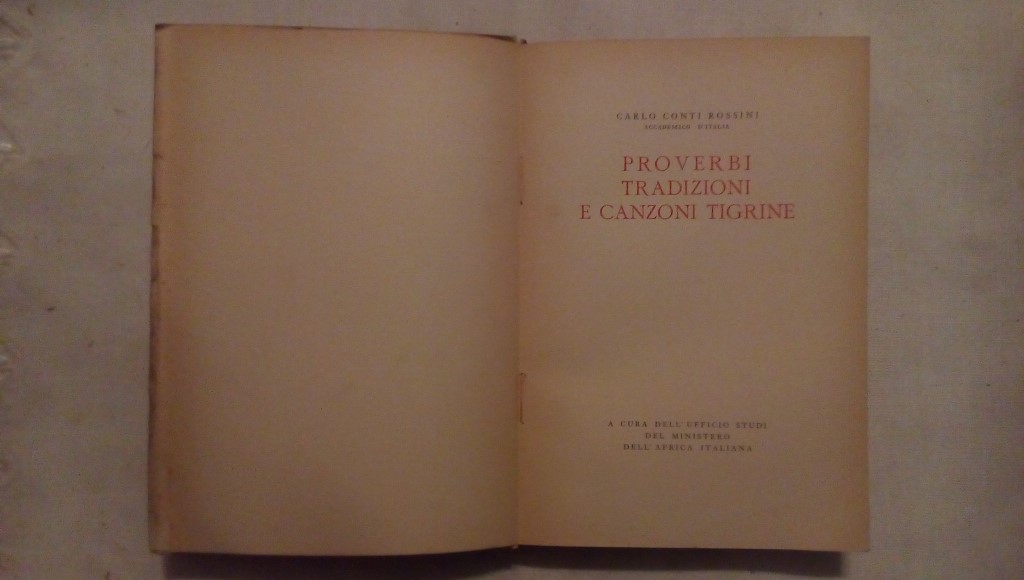 CARLO CONTI ROSSINI
ACCADEMICO D'ITALIA
PROVERBI
TRADIZIONI
E CANZONI TIGRINE
A CURA DELL'UFFICIO STUDI
DEL MINISTERO
DELL'AFRICA ITALIANA